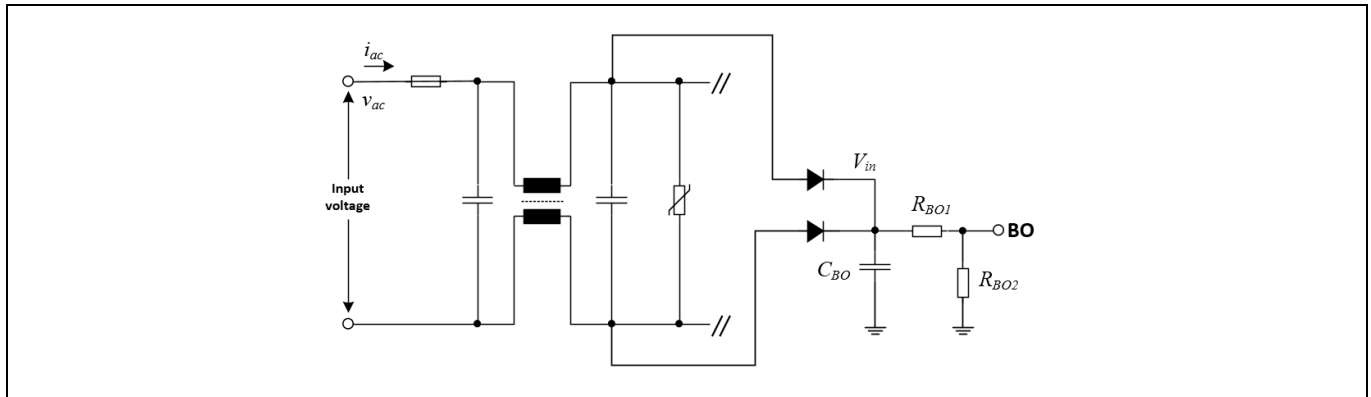 i_ac
v_ac
Input
voltage
V_in
R_BO1
BO
C_BO
R_BO2